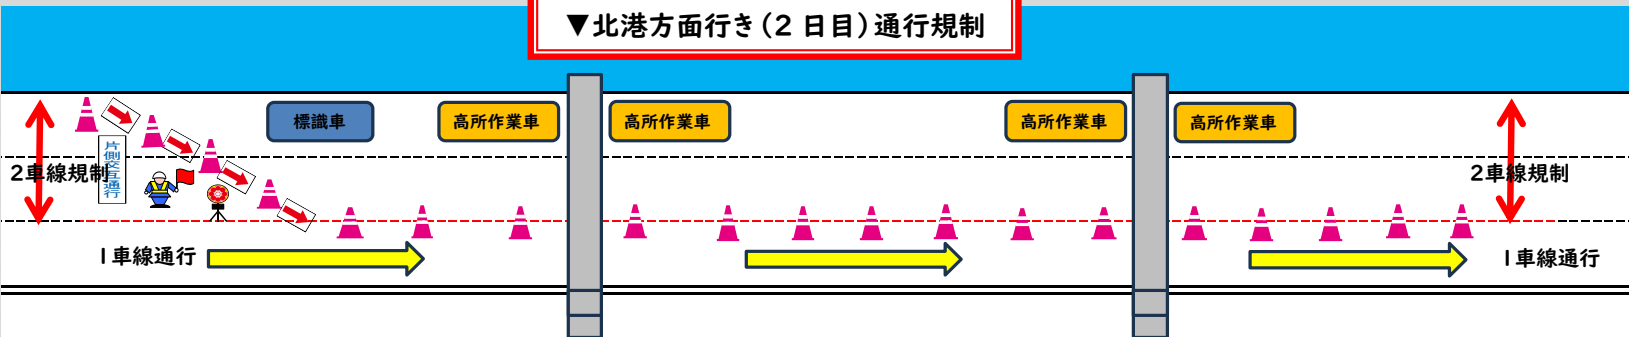 ▼北港方面行き（2 日目）通行規制
標識車
高所作業車
高所作業車
高所作業車
高所作業車
片側交互通行
2車線規制
2車線規制
1車線通行
1車線通行